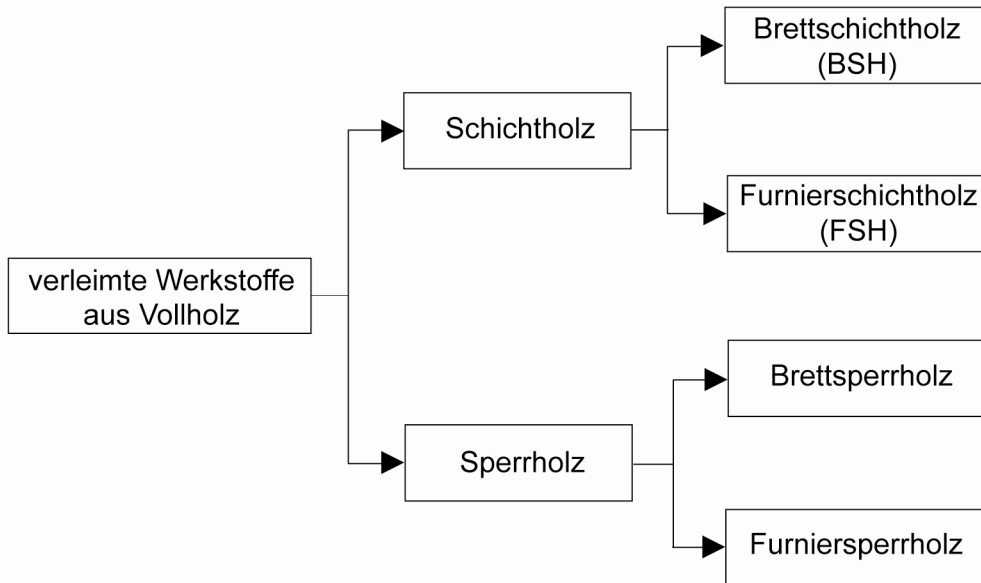 verleimte Werkstoffe
aus Vollholz
Schichtholz
Brettschichtholz
(BSH)
Furnierschichtholz
(FSH)
Sperrholz
Brettsperrholz
Furniersperrholz